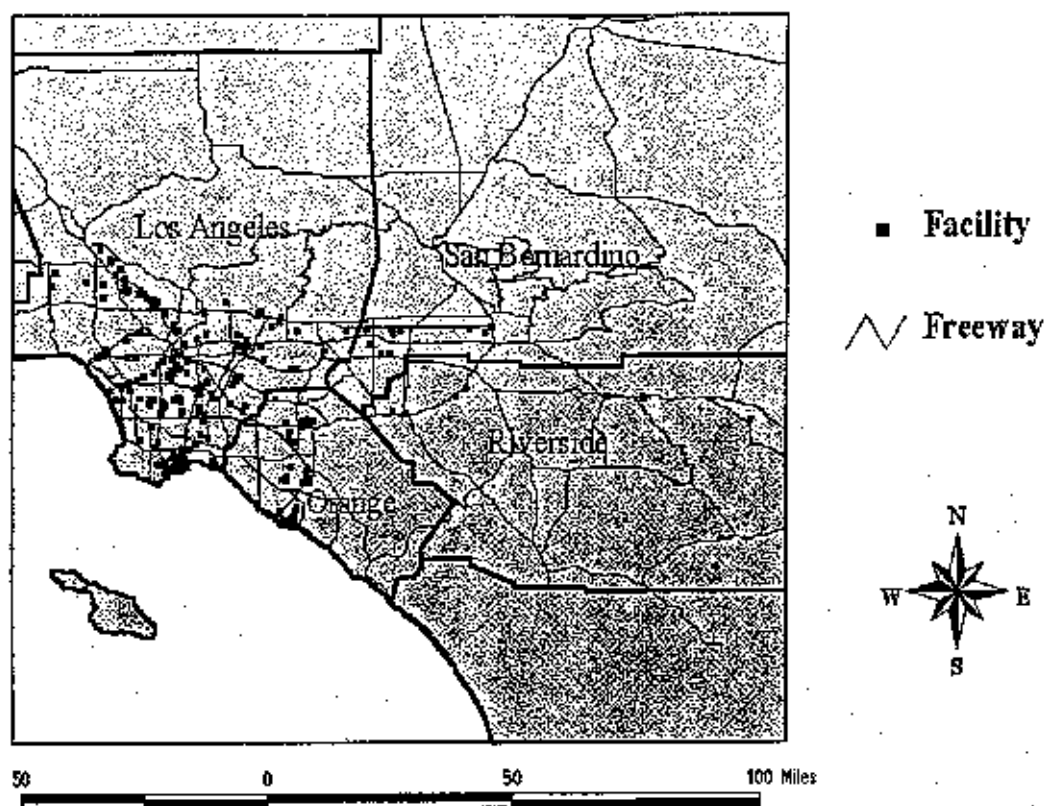 Los Angeles
San Bernardino
Riverside
Orange
Facility
Freeway
N
W E
S
50 0 50 100 Miles